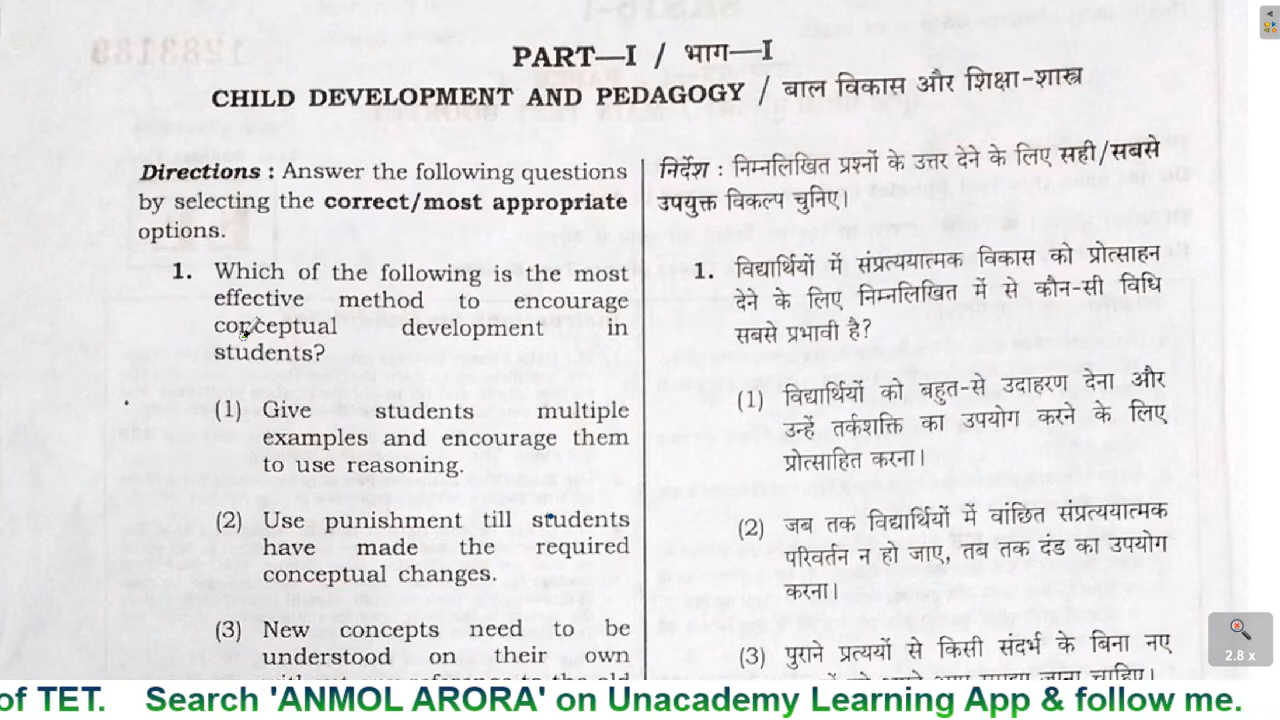 PART—I / भाग—I
CHILD DEVELOPMENT AND PEDAGOGY / बाल विकास और शिक्षा-शास्त्र
Directions : Answer the following questions
by selecting the correct/most appropriate
options.
1. Which of the following is the most
effective method to encourage
conceptual development in
students?
(1) Give students multiple
examples and encourage them
to use reasoning.
(2) Use punishment till students
have made the required
conceptual changes.
(3) New concepts need to be
understood on their own
निर्देश : निम्नलिखित प्रश्नों के उत्तर देने के लिए सही/सबसे
उपयुक्त विकल्प चुनिए।
1. विद्यार्थियों में संप्रत्ययात्मक विकास को प्रोत्साहन
देने के लिए निम्नलिखित में से कौन-सी विधि
सबसे प्रभावी है?
(1) विद्यार्थियों को बहुत-से उदाहरण देना और
उन्हें तर्कशक्ति का उपयोग करने के लिए
प्रोत्साहित करना।
(2) जब तक विद्यार्थियों में वांछित संप्रत्ययात्मक
परिवर्तन न हो जाए, तब तक दंड का उपयोग
करना।
(3) पुराने प्रत्ययों से किसी संदर्भ के बिना नए
2.8 x
of TET. Search 'ANMOL ARORA' on Unacademy Learning App & follow me.